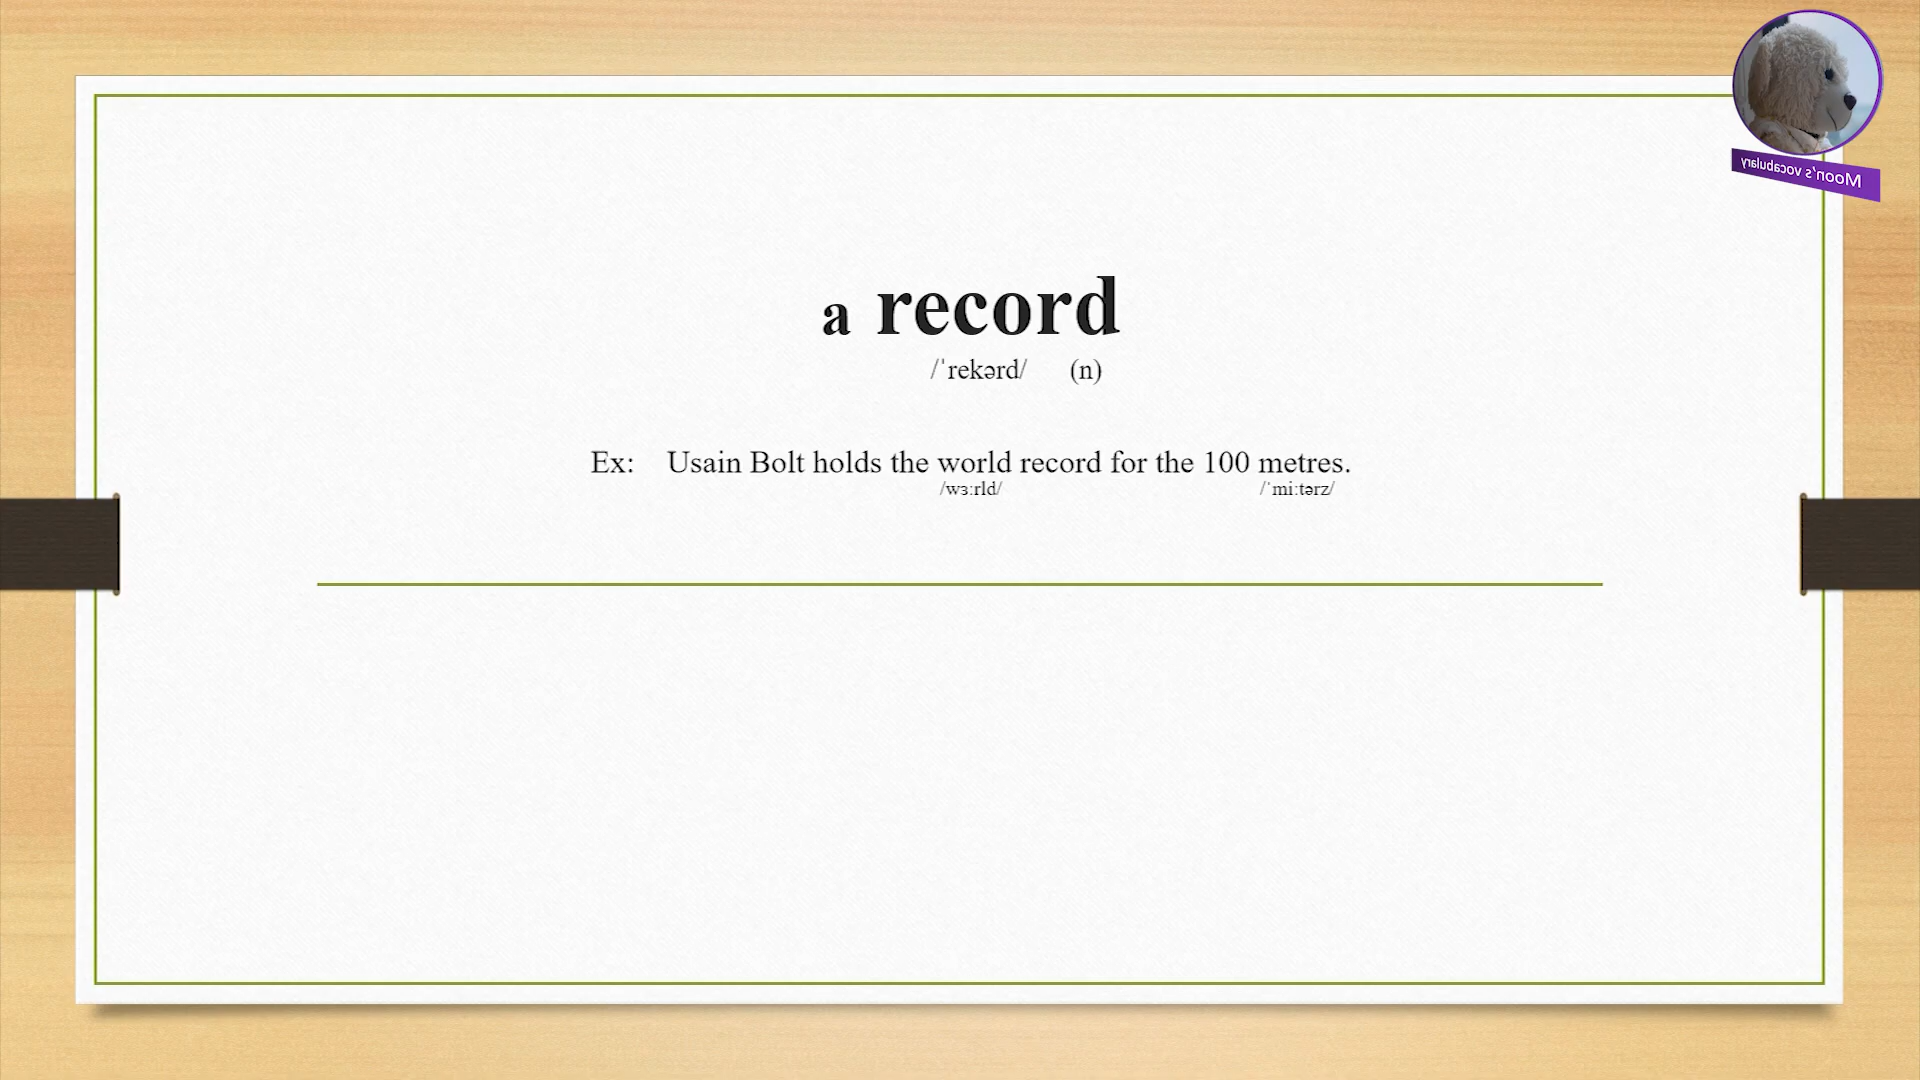 Moon's vocabulary
a record
/ˈrekərd/ (n)
Ex: Usain Bolt holds the world record for the 100 metres.
/wɜːrld/ /ˈmiːtərz/